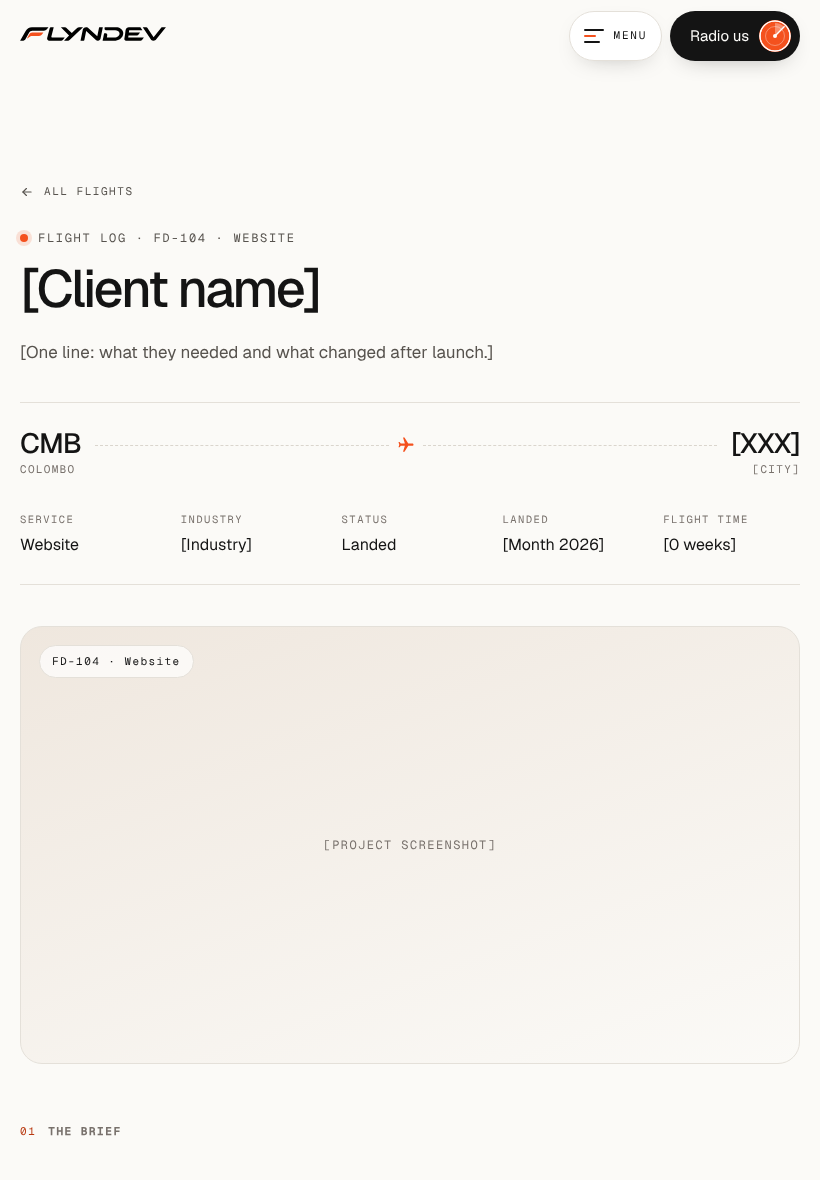 FLYNDEV
MENU
Radio us
← ALL FLIGHTS
FLIGHT LOG · FD-104 · WEBSITE
[Client name]
[One line: what they needed and what changed after launch.]
CMB
[XXX]
COLOMBO
[CITY]
SERVICE
INDUSTRY
STATUS
LANDED
FLIGHT TIME
Website
[Industry]
Landed
[Month 2026]
[0 weeks]
FD-104 · Website
[PROJECT SCREENSHOT]
01 THE BRIEF